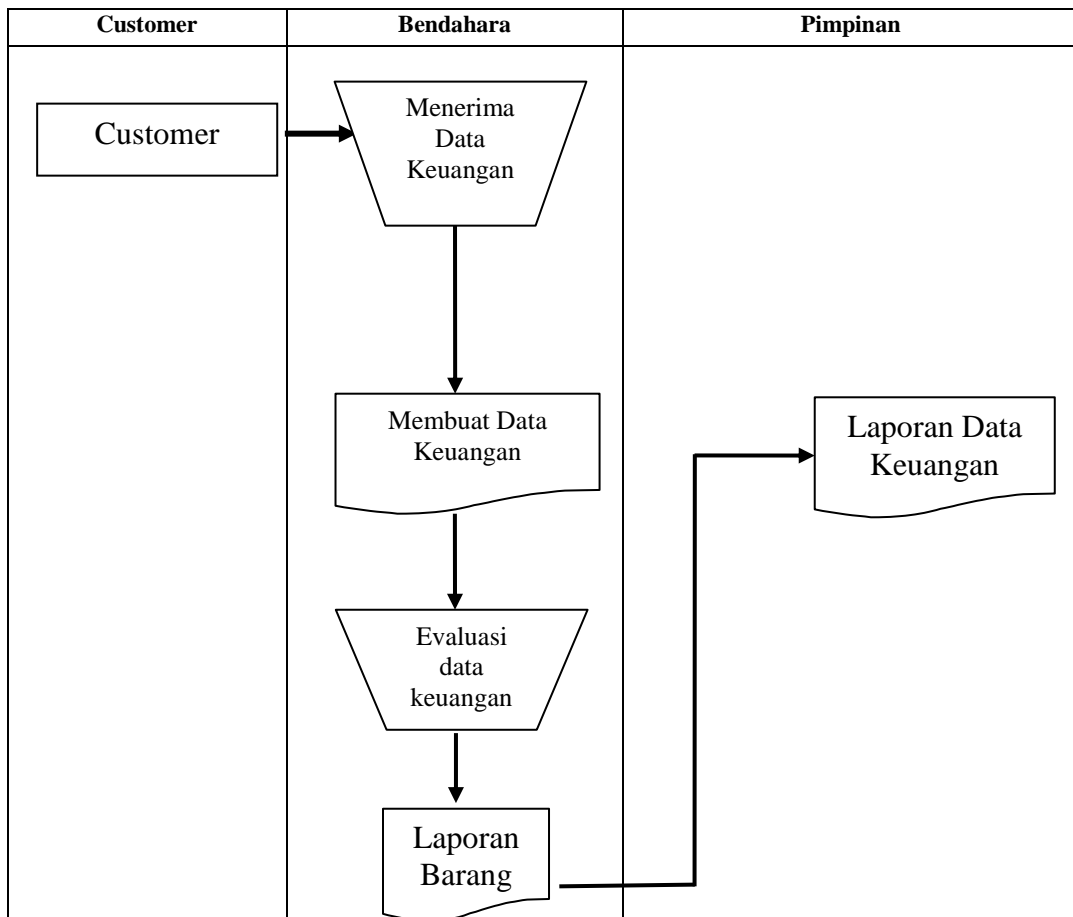 Customer
Bendahara
Pimpinan
Customer
Menerima
Data
Keuangan
Membuat Data
Keuangan
Laporan Data
Keuangan
Evaluasi
data
keuangan
Laporan
Barang